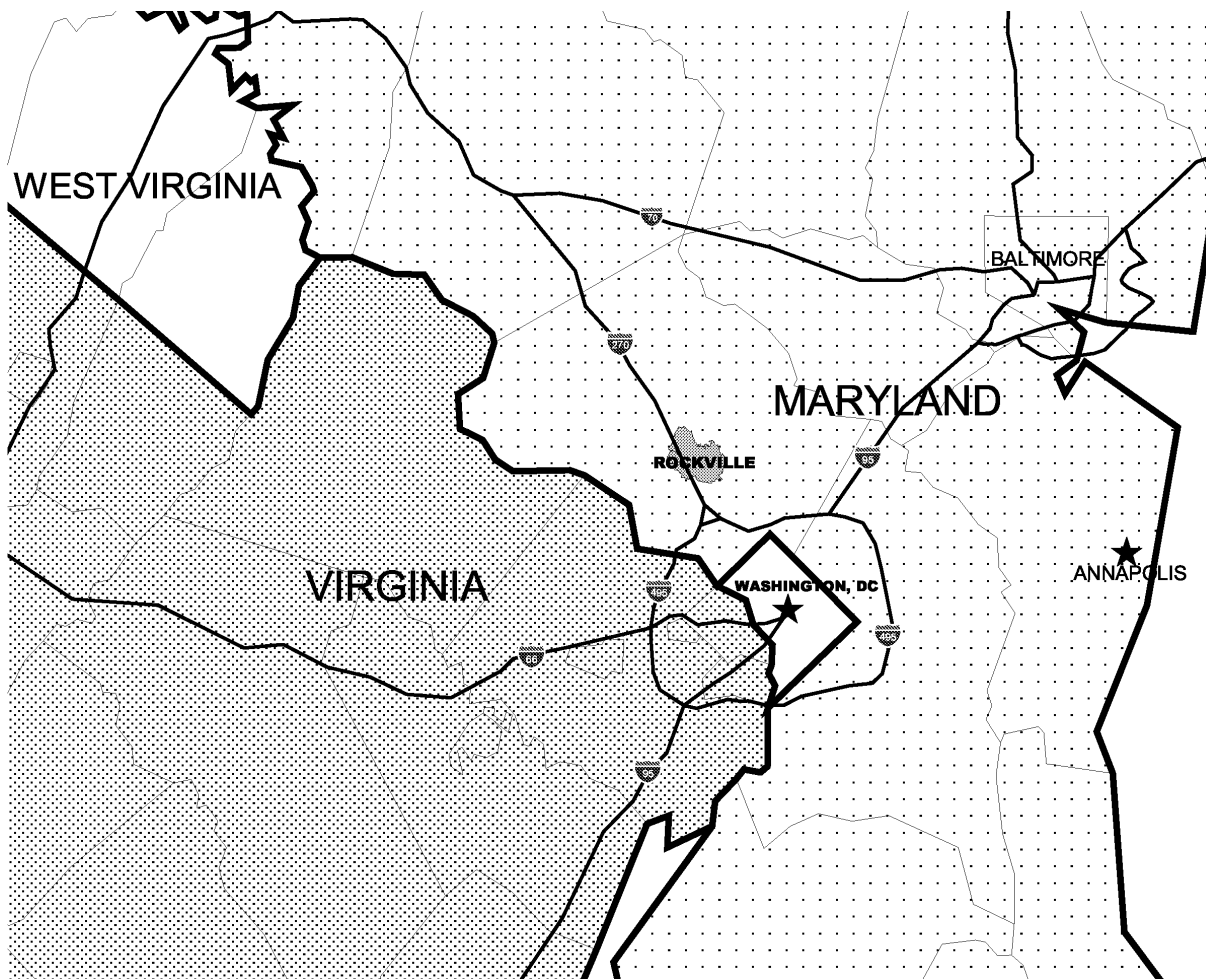 WEST VIRGINIA
70
BALTIMORE
270
MARYLAND
95
ROCKVILLE
ANNAPOLIS
VIRGINIA
495
WASHINGTON, DC
495
66
95